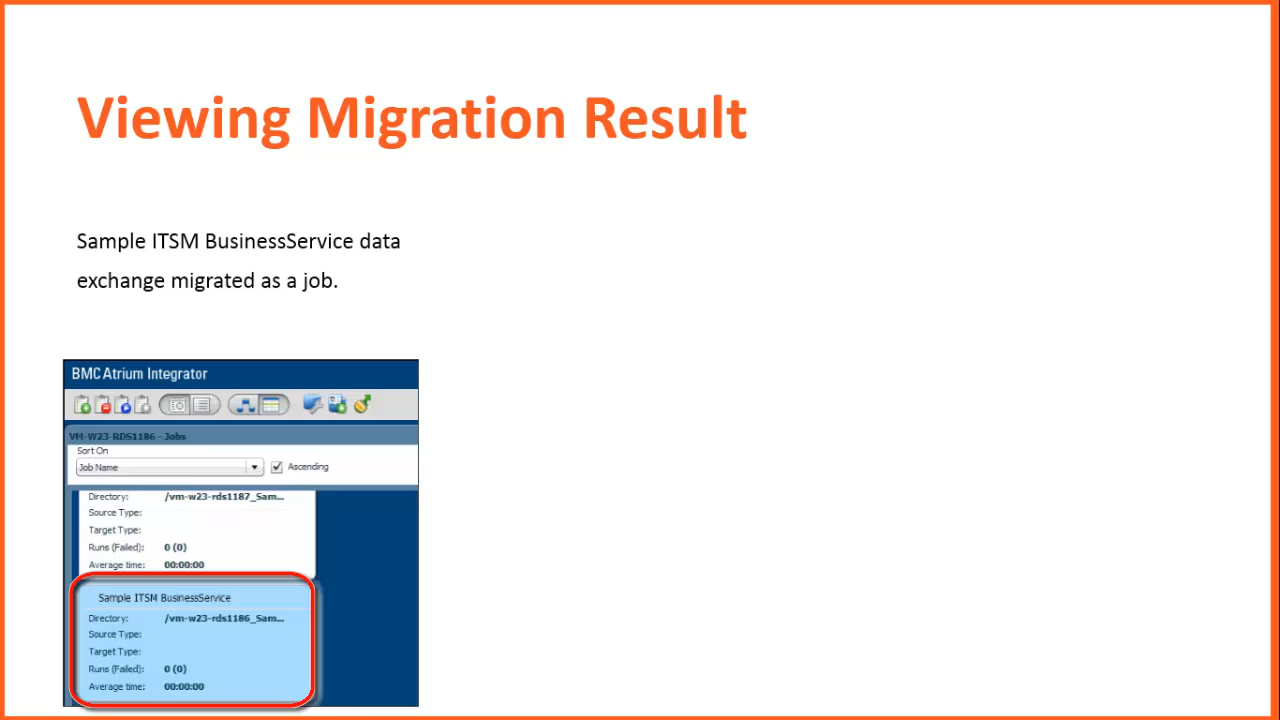 Viewing Migration Result
Sample ITSM BusinessService data
exchange migrated as a job.
BMC Atrium Integrator
VM-W23-RDS1186 - Jobs
Sort On
Job Name
Ascending
Directory: /vm-w23-rds1187_Sam...
Source Type:
Target Type:
Runs (Failed): 0 (0)
Average time: 00:00:00
Sample ITSM BusinessService
Directory: /vm-w23-rds1186_Sam...
Source Type:
Target Type:
Runs (Failed): 0 (0)
Average time: 00:00:00